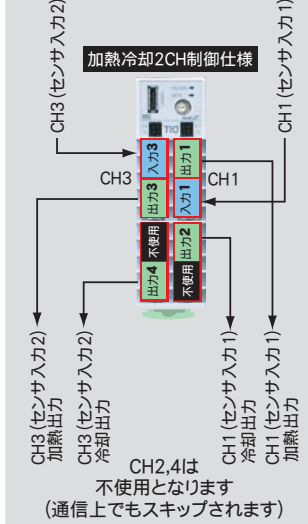 CH3 (センサ入力2)
CH1 (センサ入力1)
加熱冷却2CH制御仕様
TIO
CH3
CH1
入力3
出力1
出力3
入力1
不使用
出力2
出力4
不使用
CH3 (センサ入力2)
加熱出力
CH3 (センサ入力2)
冷却出力
CH1 (センサ入力1)
冷却出力
CH1 (センサ入力1)
加熱出力
CH2,4は
不使用となります
(通信上でもスキップされます)